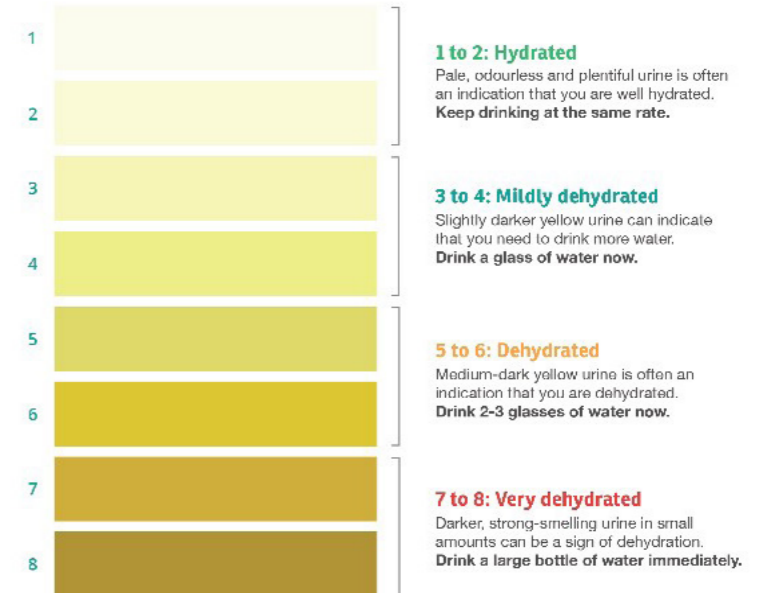 1
1 to 2: Hydrated
Pale, odourless and plentiful urine is often
an indication that you are well hydrated.
Keep drinking at the same rate.
2
3
3 to 4: Mildly dehydrated
Slightly darker yellow urine can indicate
that you need to drink more water.
Drink a glass of water now.
4
5
5 to 6: Dehydrated
Medium-dark yellow urine is often an
indication that you are dehydrated.
Drink 2-3 glasses of water now.
6
7
7 to 8: Very dehydrated
Darker, strong-smelling urine in small
amounts can be a sign of dehydration.
Drink a large bottle of water immediately.
8